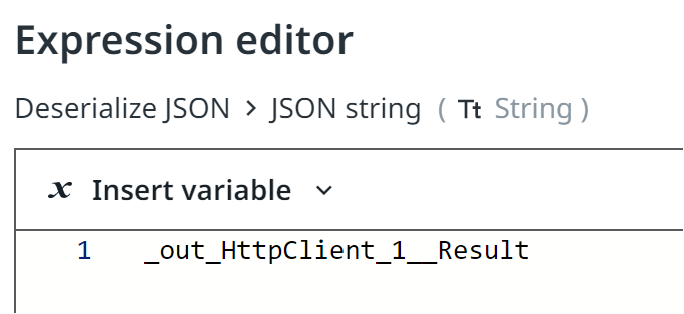 Expression editor
Deserialize JSON > JSON string ( Tt String )
x Insert variable
1 _out_HttpClient_1__Result